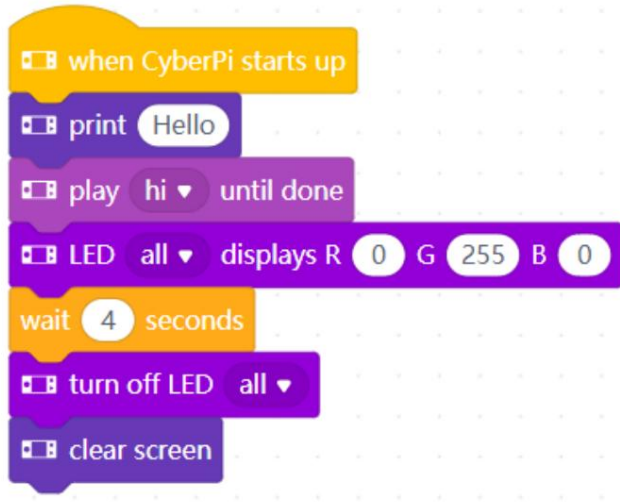 when CyberPi starts up
print Hello
play hi until done
LED all displays R 0 G 255 B 0
wait 4 seconds
turn off LED all
clear screen